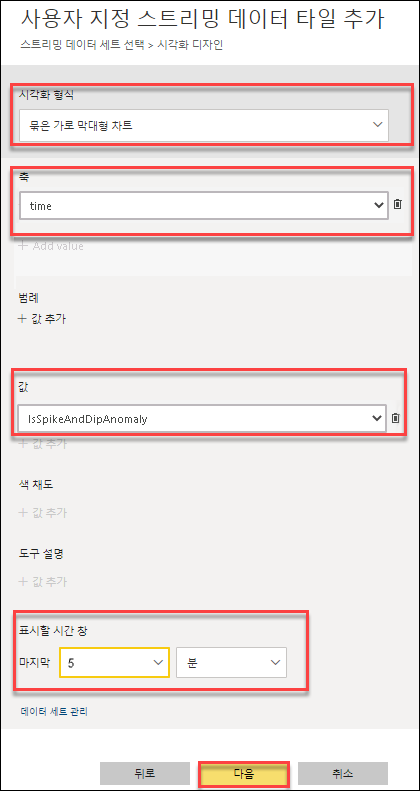 사용자 지정 스트리밍 데이터 타일 추가
스트리밍 데이터 세트 선택 > 시각화 디자인
시각화 형식
묶은 가로 막대형 차트
축
time
+ Add value
범례
+ 값 추가
값
IsSpikeAndDipAnomaly
+ 값 추가
색 채도
+ 값 추가
도구 설명
+ 값 추가
표시할 시간 창
마지막 5 분
데이터 세트 관리
뒤로 다음 취소